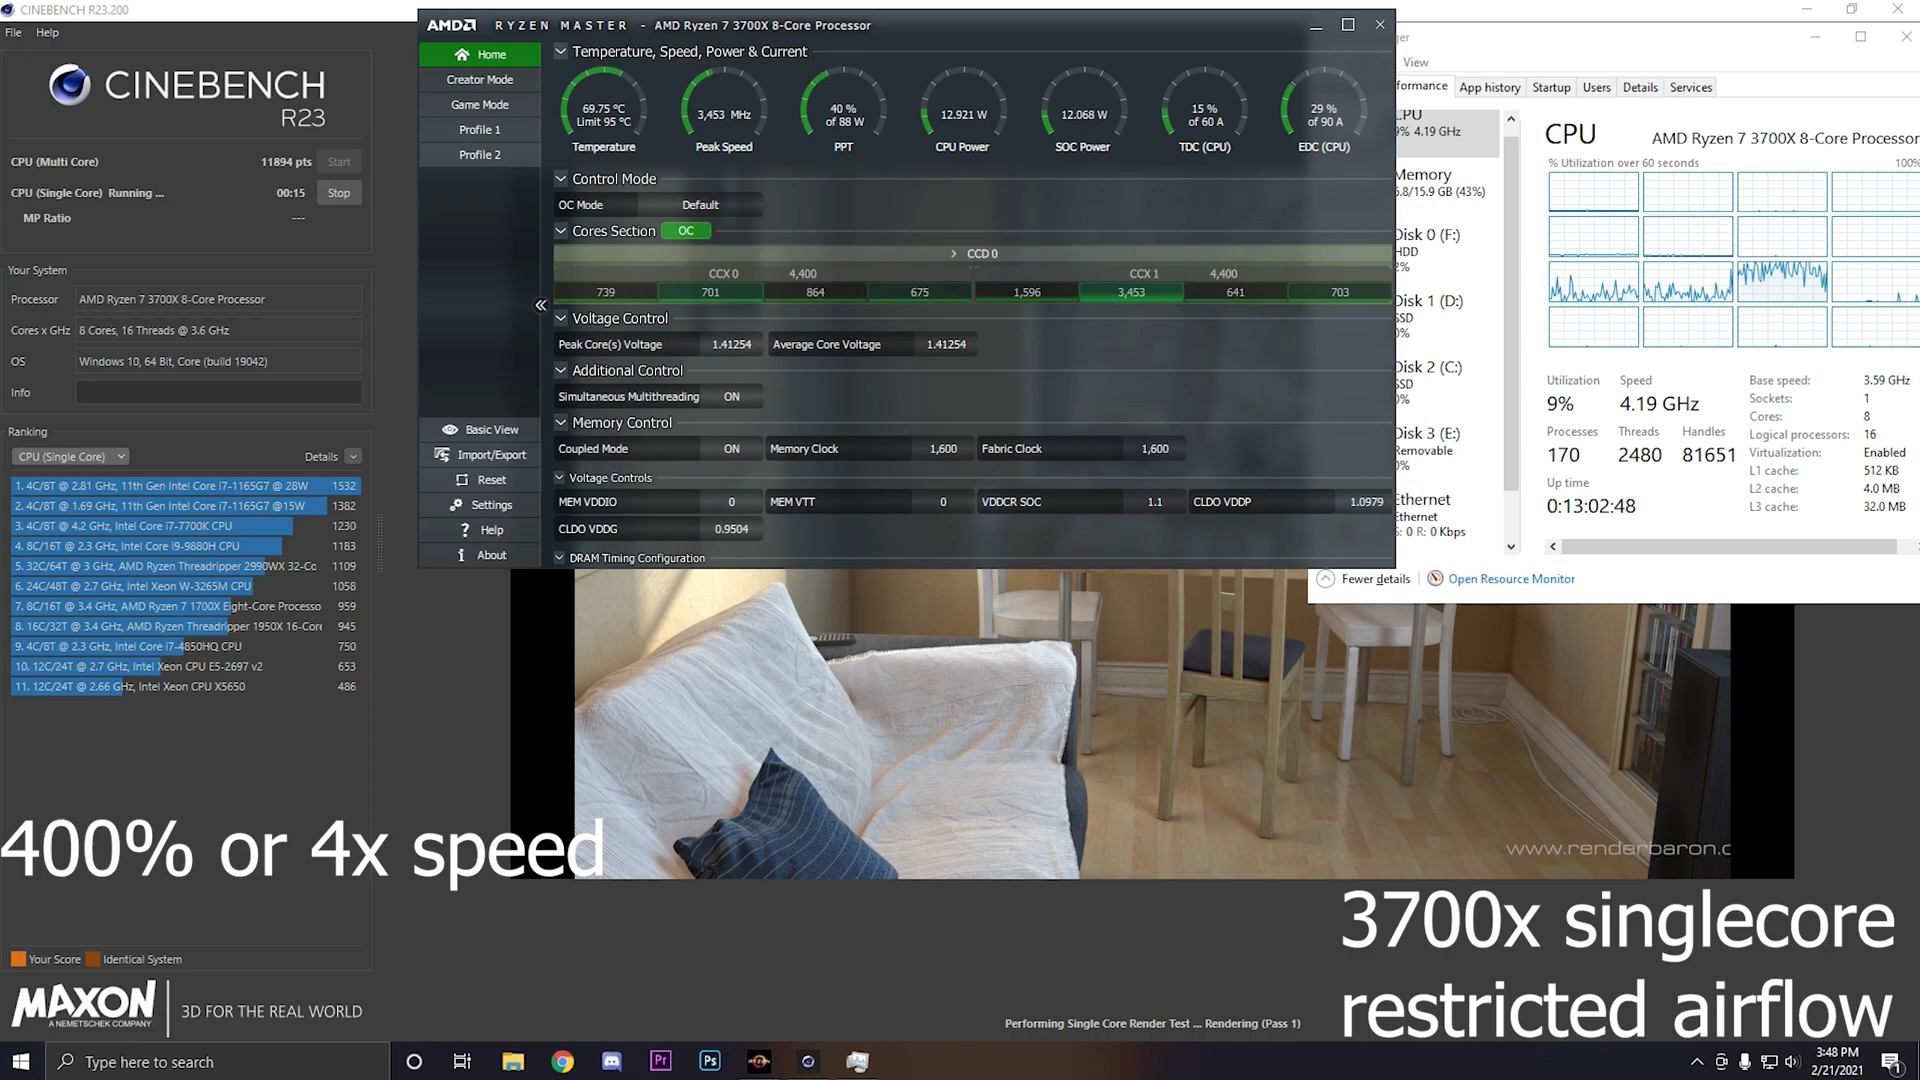 CINEBENCH R23.200
File Help
CINEBENCH
R23
CPU (Multi Core) 11894 pts Start
CPU (Single Core) Running ... 00:15 Stop
MP Ratio ---
Your System
Processor AMD Ryzen 7 3700X 8-Core Processor
Cores x GHz 8 Cores, 16 Threads @ 3.6 GHz
OS Windows 10, 64 Bit, Core (build 19042)
Info
Ranking
CPU (Single Core) Details
1. 4C/8T @ 2.81 GHz, 11th Gen Intel Core i7-1165G7 @ 28W 1532
2. 4C/8T @ 1.69 GHz, 11th Gen Intel Core i7-1165G7 @15W 1382
3. 4C/8T @ 4.2 GHz, Intel Core i7-7700K CPU 1230
4. 8C/16T @ 2.3 GHz, Intel Core i9-9880H CPU 1183
5. 32C/64T @ 3 GHz, AMD Ryzen Threadripper 2990WX 32-Co 1109
6. 24C/48T @ 2.7 GHz, Intel Xeon W-3265M CPU 1058
7. 8C/16T @ 3.4 GHz, AMD Ryzen 7 1700X Eight-Core Processo 959
8. 16C/32T @ 3.4 GHz, AMD Ryzen Threadripper 1950X 16-Core 945
9. 4C/8T @ 2.3 GHz, Intel Core i7-4850HQ CPU 750
10. 12C/24T @ 2.7 GHz, Intel Xeon CPU E5-2697 v2 653
11. 12C/24T @ 2.66 GHz, Intel Xeon CPU X5650 486
400% or 4x speed
Your Score Identical System
MAXON
A NEMETSCHEK COMPANY
3D FOR THE REAL WORLD
AMD RYZEN MASTER - AMD Ryzen 7 3700X 8-Core Processor
Home
Creator Mode
Game Mode
Profile 1
Profile 2
Basic View
Import/Export
Reset
Settings
Help
About
Temperature, Speed, Power & Current
69.75 °C
Limit 95 °C
Temperature
3,453 MHz
Peak Speed
40 %
of 88 W
PPT
12.921 W
CPU Power
12.068 W
SOC Power
15 %
of 60 A
TDC (CPU)
29 %
of 90 A
EDC (CPU)
Control Mode
OC Mode Default
Cores Section OC
CCD 0
CCX 0 4,400 CCX 1 4,400
739 701 864 675 1,596 3,453 641 703
Voltage Control
Peak Core(s) Voltage 1.41254 Average Core Voltage 1.41254
Additional Control
Simultaneous Multithreading ON
Memory Control
Coupled Mode ON Memory Clock 1,600 Fabric Clock 1,600
Voltage Controls
MEM VDDIO 0 MEM VTT 0 VDDCR SOC 1.1 CLDO VDDP 1.0979
CLDO VDDG 0.9504
DRAM Timing Configuration
ger
View
formance App history Startup Users Details Services
CPU
9% 4.19 GHz
Memory
6.8/15.9 GB (43%)
Disk 0 (F:)
HDD
2%
Disk 1 (D:)
SSD
0%
Disk 2 (C:)
SSD
0%
Disk 3 (E:)
Removable
0%
Ethernet
Ethernet
S: 0 R: 0 Kbps
CPU AMD Ryzen 7 3700X 8-Core Processor
% Utilization over 60 seconds 100%
Utilization Speed
9% 4.19 GHz
Processes Threads Handles
170 2480 81651
Up time
0:13:02:48
Base speed: 3.59 GHz
Sockets: 1
Cores: 8
Logical processors: 16
Virtualization: Enabled
L1 cache: 512 KB
L2 cache: 4.0 MB
L3 cache: 32.0 MB
Fewer details Open Resource Monitor
www.renderbaron.c
3700x singlecore
restricted airflow
Performing Single Core Render Test ... Rendering (Pass 1)
Type here to search
Pr
Ps
RYZEN
3:48 PM
2/21/2021
1